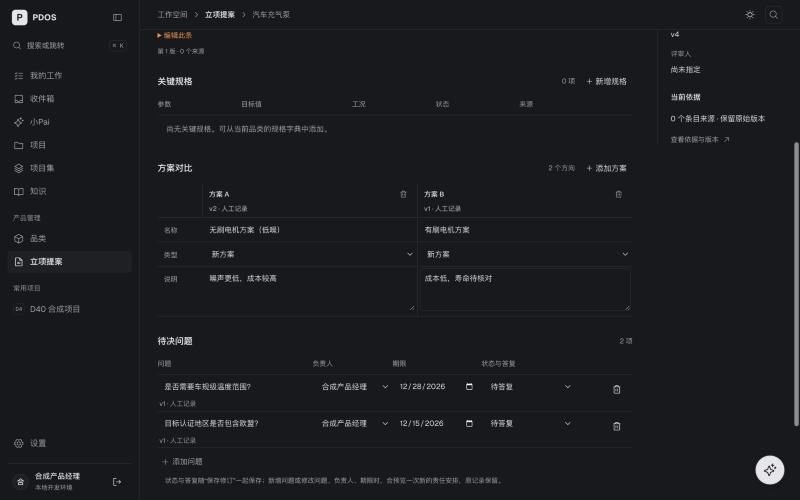 P PDOS
搜索或跳转 ⌘ K
我的工作
收件箱
小Pai
项目
项目集
知识
产品管理
品类
立项提案
常用项目
D4 D40 合成项目
设置
合 合成产品经理
本地开发环境
工作空间 > 立项提案 > 汽车充气泵
▶ 编辑此条
第 1 版 · 0 个来源
关键规格 0 项 + 新增规格
参数 目标值 工况 状态 来源
尚无关键规格。可从当前品类的规格字典中添加。
方案对比 2 个方向 + 添加方案
方案 A 方案 B
v2 · 人工记录 v1 · 人工记录
名称 无刷电机方案（低噪） 有刷电机方案
类型 新方案 新方案
说明 噪声更低，成本较高 成本低，寿命待核对
待决问题 2 项
问题 负责人 期限 状态与答复
是否需要车规级温度范围? 合成产品经理 12/28/2026 待答复
v1 · 人工记录
目标认证地区是否包含欧盟? 合成产品经理 12/15/2026 待答复
v1 · 人工记录
+ 添加问题
状态与答复随“保存修订”一起保存；新增问题或修改问题、负责人、期限时，会预览一次新的责任安排，原记录保留。
v4
评审人
尚未指定
当前依据
0 个条目来源 · 保留原始版本
查看依据与版本 ↗